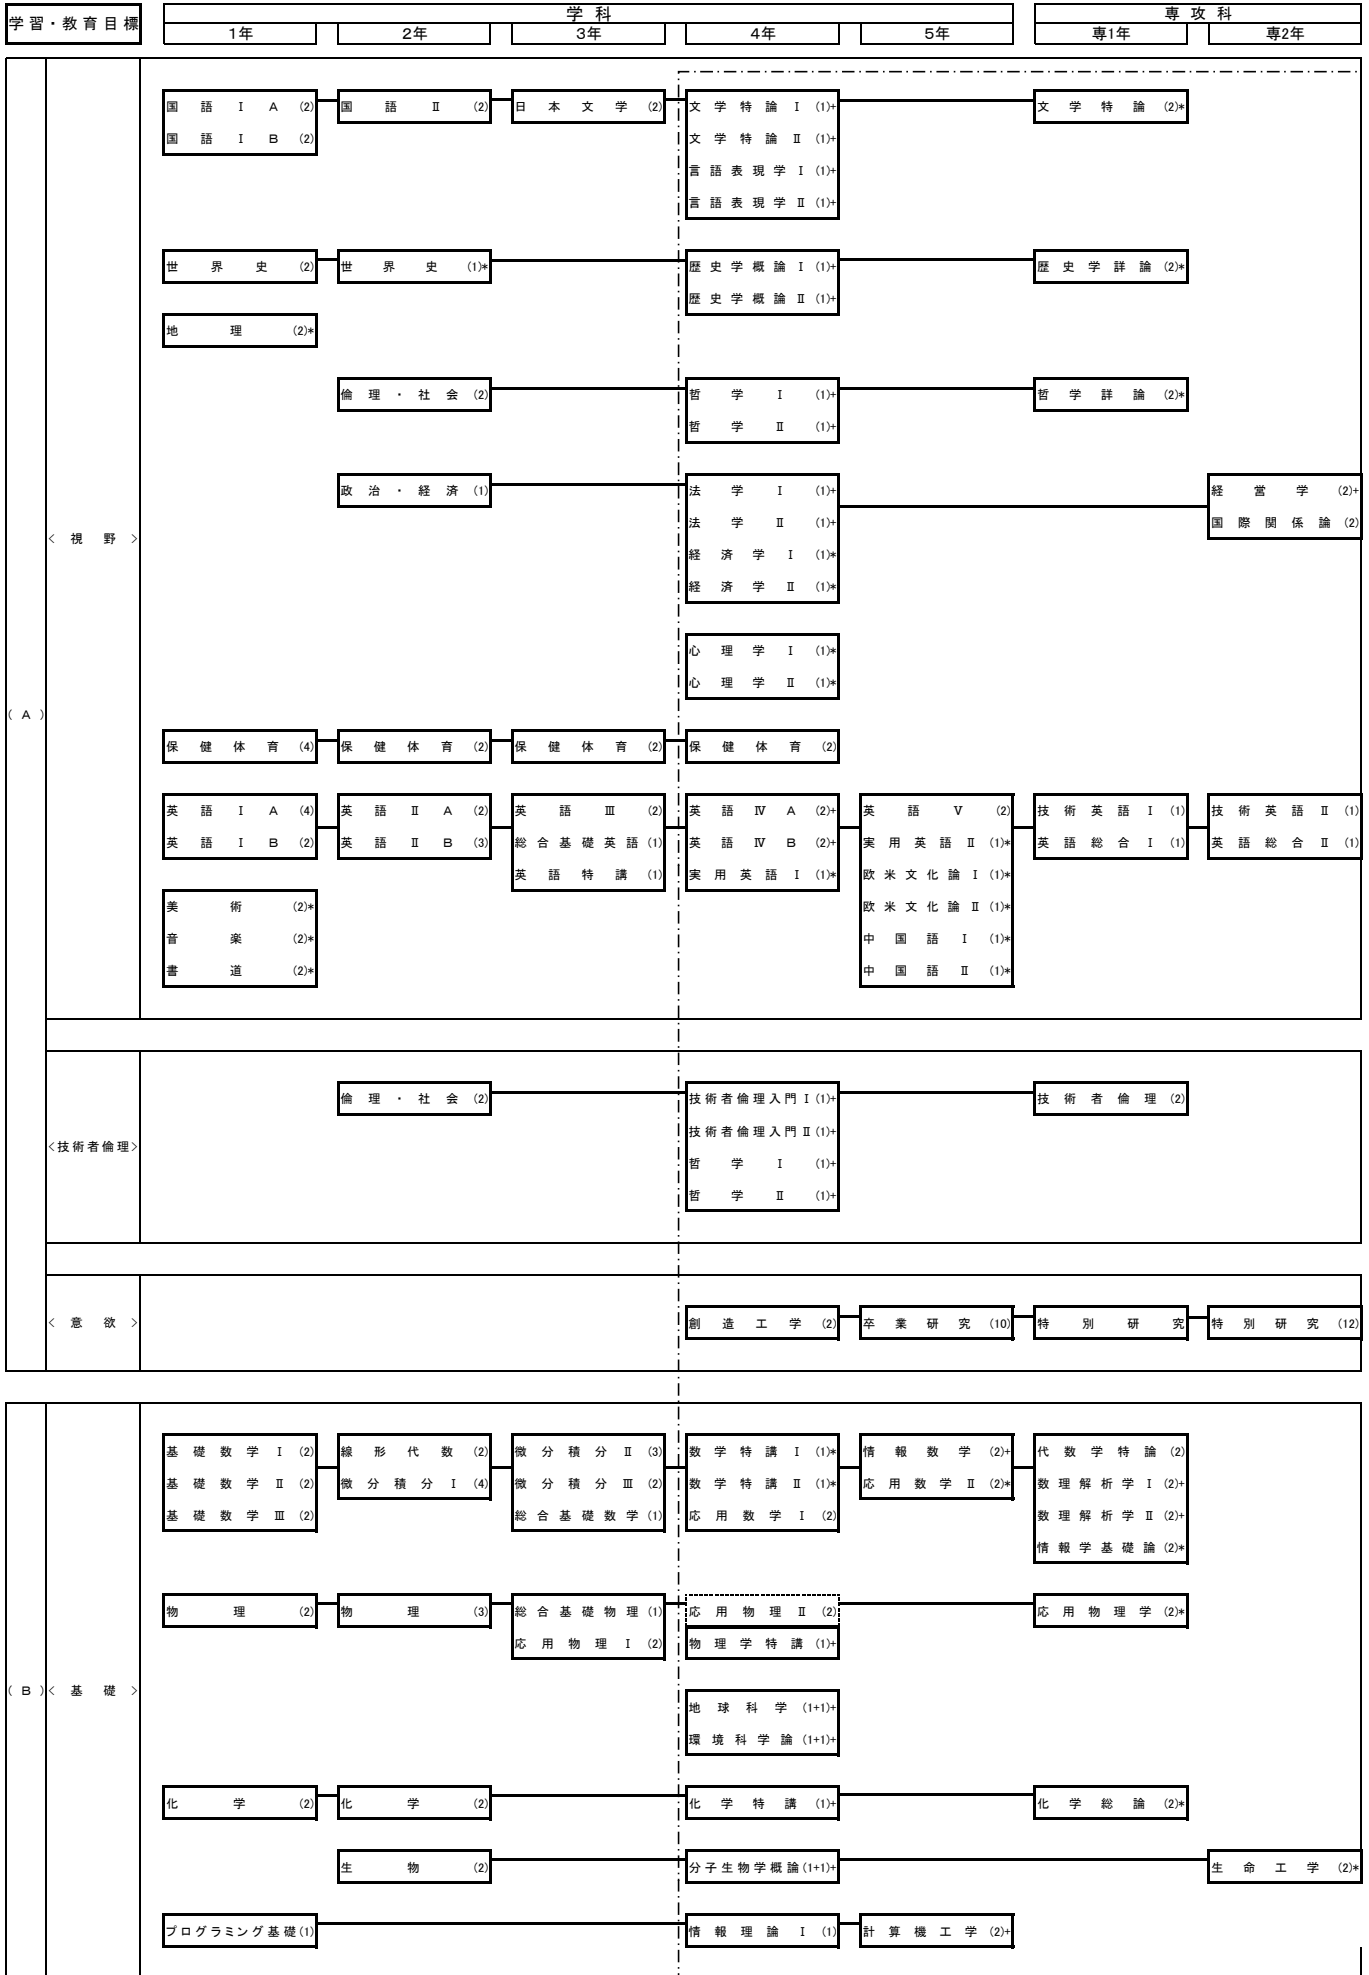 学習・教育目標 学科 専攻科
1年 2年 3年 4年 5年 専1年 専2年
国語ⅠA (2) 国語Ⅱ (2) 日本文学 (2) 文学特論Ⅰ (1)+ 文学特論 (2)*
国語ⅠB (2) 文学特論Ⅱ (1)+
言語表現学Ⅰ (1)+
言語表現学Ⅱ (1)+
世界史 (2) 世界史 (1)* 歴史学概論Ⅰ (1)+ 歴史学詳論 (2)*
歴史学概論Ⅱ (1)+
地理 (2)*
倫理・社会 (2) 哲学Ⅰ (1)+ 哲学詳論 (2)*
哲学Ⅱ (1)+
政治・経済 (1) 法学Ⅰ (1)+ 経営学 (2)+
法学Ⅱ (1)+ 国際関係論 (2)
<視野>
経済学Ⅰ (1)*
経済学Ⅱ (1)*
心理学Ⅰ (1)*
心理学Ⅱ (1)*
(A)
保健体育 (4) 保健体育 (2) 保健体育 (2) 保健体育 (2)
英語ⅠA (4) 英語ⅡA (2) 英語Ⅲ (2) 英語ⅣA (2)+ 英語Ⅴ (2) 技術英語Ⅰ (1) 技術英語Ⅱ (1)
英語ⅠB (2) 英語ⅡB (3) 総合基礎英語 (1) 英語ⅣB (2)+ 実用英語Ⅱ (1)* 英語総合Ⅰ (1) 英語総合Ⅱ (1)
英語特講 (1) 実用英語Ⅰ (1)* 欧米文化論Ⅰ (1)*
美術 (2)* 欧米文化論Ⅱ (1)*
音楽 (2)* 中国語Ⅰ (1)*
書道 (2)* 中国語Ⅱ (1)*
倫理・社会 (2) 技術者倫理入門Ⅰ (1)+ 技術者倫理 (2)
技術者倫理入門Ⅱ (1)+
<技術者倫理>
哲学Ⅰ (1)+
哲学Ⅱ (1)+
<意欲> 創造工学 (2) 卒業研究 (10) 特別研究 特別研究 (12)
基礎数学Ⅰ (2) 線形代数 (2) 微分積分Ⅱ (3) 数学特講Ⅰ (1)* 情報数学 (2)+ 代数学特論 (2)
基礎数学Ⅱ (2) 微分積分Ⅰ (4) 微分積分Ⅲ (2) 数学特講Ⅱ (1)* 応用数学Ⅱ (2)* 数理解析学Ⅰ (2)+
基礎数学Ⅲ (2) 総合基礎数学 (1) 応用数学Ⅰ (2) 数理解析学Ⅱ (2)+
情報学基礎論 (2)*
物理 (2) 物理 (3) 総合基礎物理 (1) 応用物理Ⅱ (2) 応用物理学 (2)*
応用物理Ⅰ (2) 物理学特講 (1)+
(B) <基礎>
地球科学 (1+1)+
環境科学論 (1+1)+
化学 (2) 化学 (2) 化学特講 (1)+ 化学総論 (2)*
生物 (2) 分子生物学概論 (1+1)+ 生命工学 (2)*
プログラミング基礎 (1) 情報理論Ⅰ (1) 計算機工学 (2)+